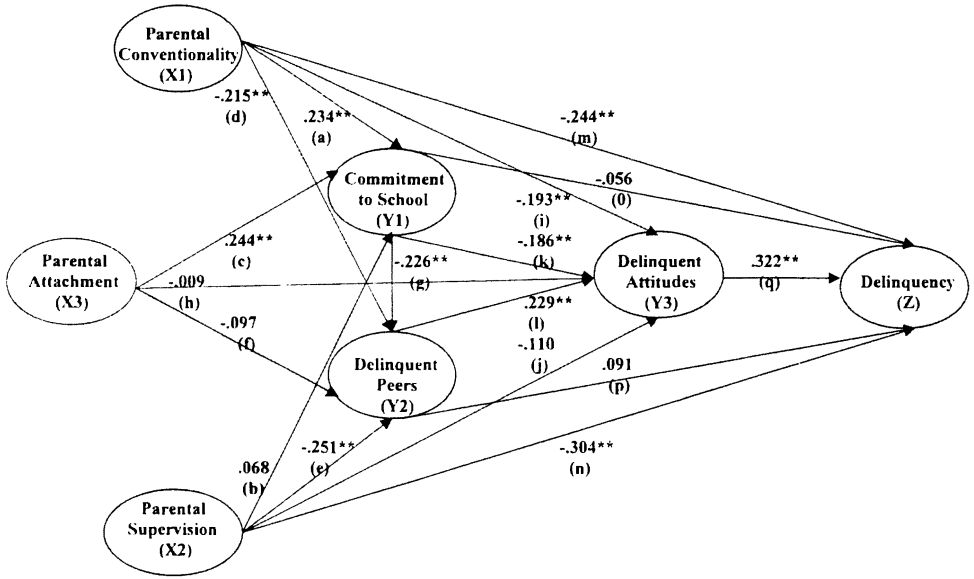 Parental
Conventionality
(X1)
-.215**
(d)
.234**
(a)
-.244**
(m)
Commitment
to School
(Y1)
-.056
(0)
-.193**
(i)
-.186**
(k)
.244**
(c)
Parental
Attachment
(X3)
-.009
(h)
-.226**
(g)
Delinquent
Attitudes
(Y3)
.322**
(q)
Delinquency
(Z)
-.097
(f)
.229**
(l)
-.110
(j)
Delinquent
Peers
(Y2)
.091
(p)
.068
(b)
-.251**
(e)
-.304**
(n)
Parental
Supervision
(X2)